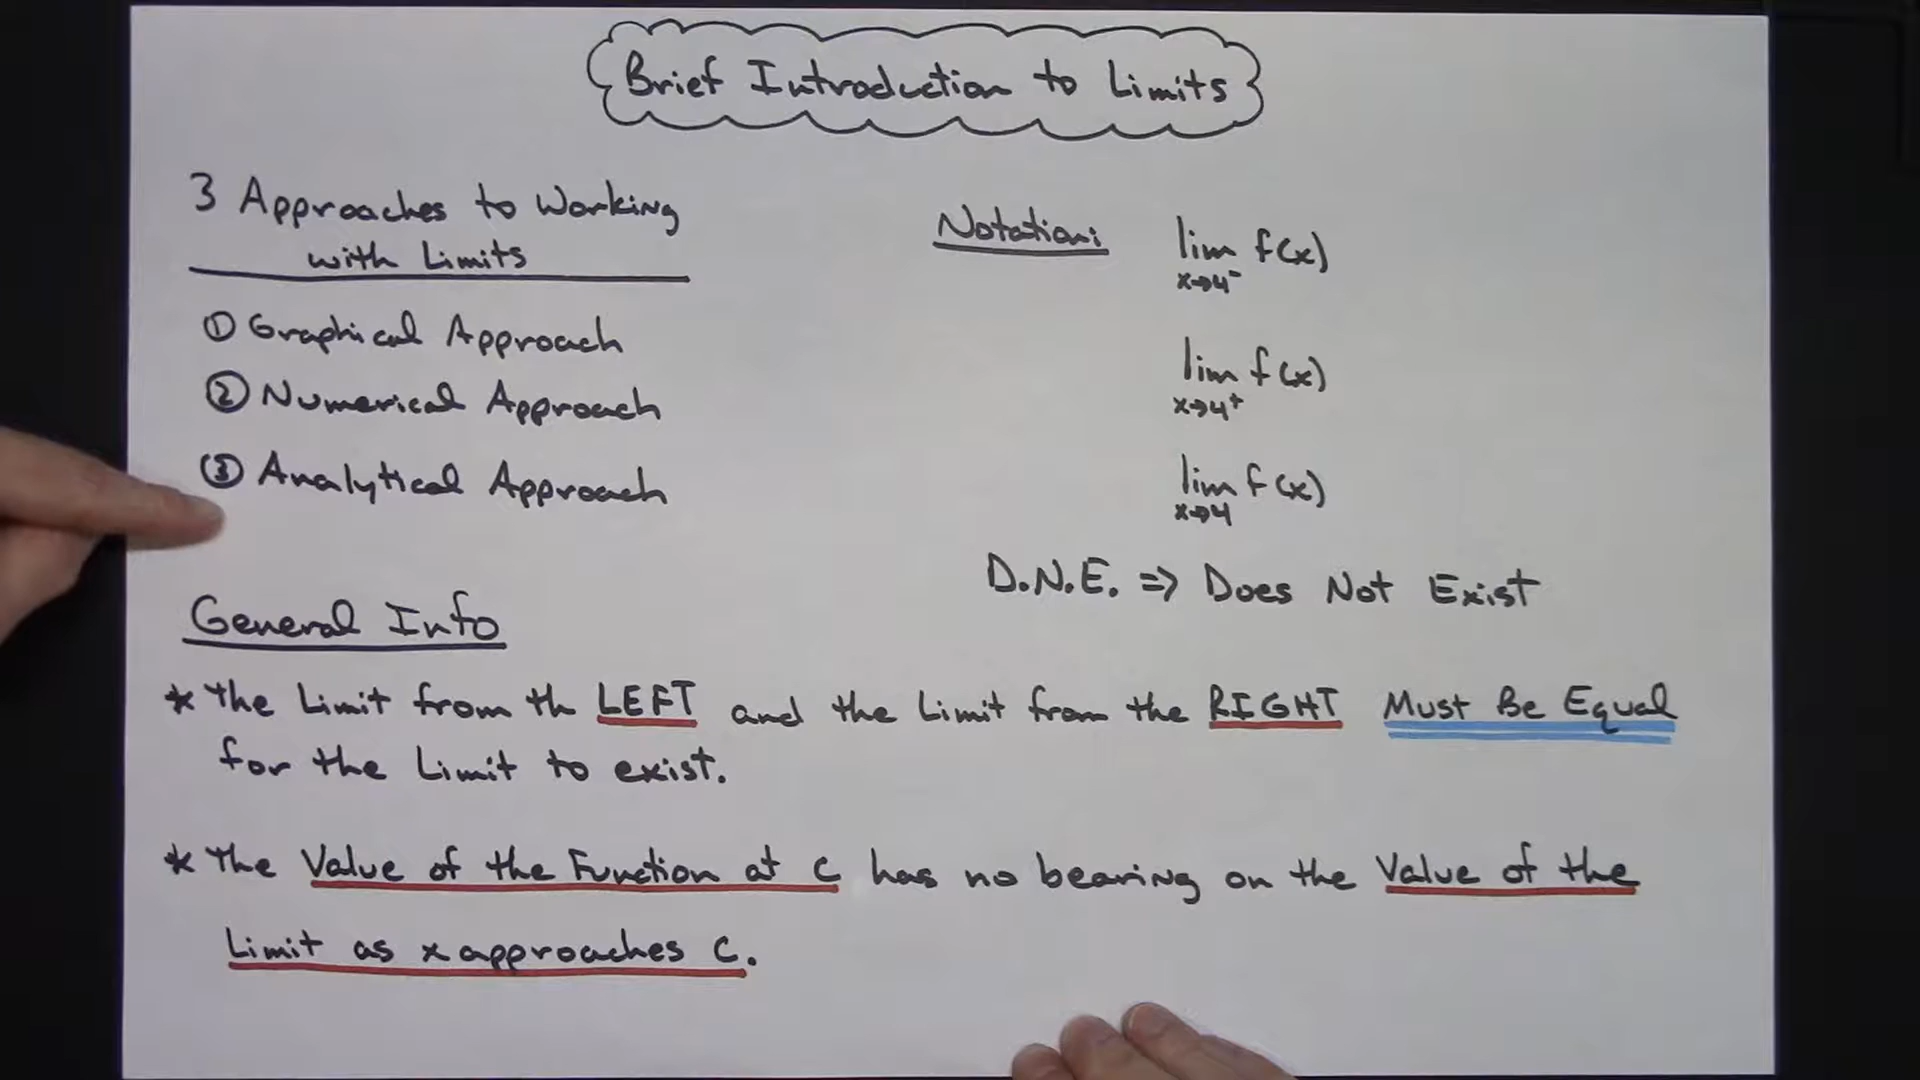 Brief Introduction to Limits
3 Approaches to Working
with Limits
① Graphical Approach
② Numerical Approach
③ Analytical Approach
Notation:
lim f(x)
x→4⁻
lim f(x)
x→4⁺
lim f(x)
x→4
D.N.E. ⇒ Does Not Exist
General Info
* The Limit from th LEFT and the Limit from the RIGHT Must Be Equal
for the Limit to exist.
* The Value of the Function at c has no bearing on the Value of the
Limit as x approaches c.